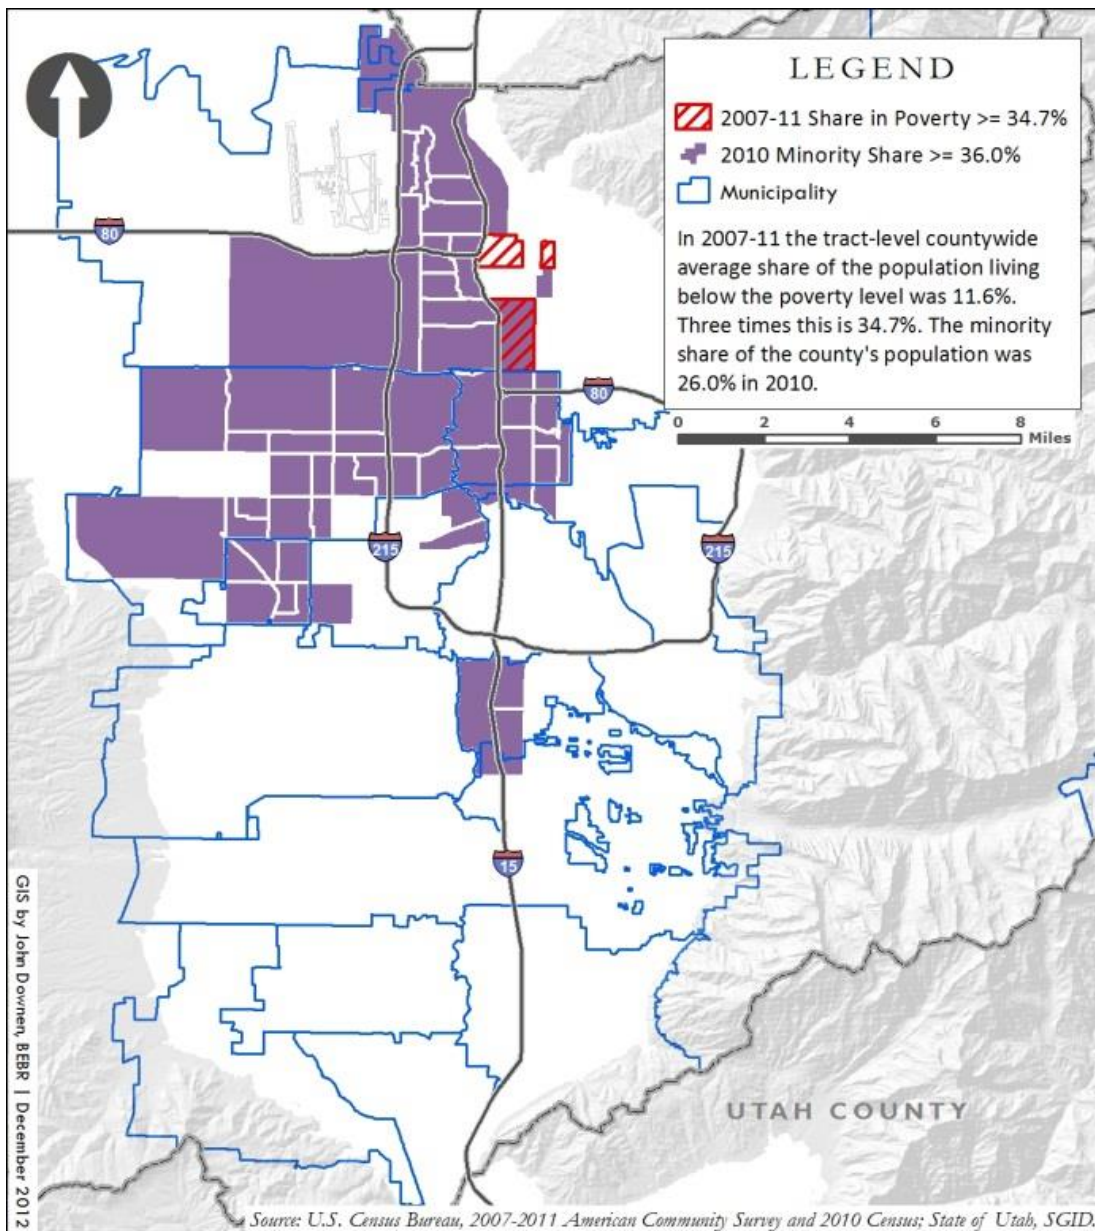 LEGEND
2007-11 Share in Poverty >= 34.7%
2010 Minority Share >= 36.0%
Municipality
In 2007-11 the tract-level countywide
average share of the population living
below the poverty level was 11.6%.
Three times this is 34.7%. The minority
share of the county's population was
26.0% in 2010.
0 2 4 6 8 Miles
80
80
215
215
15
UTAH COUNTY
GIS by John Downen, BEBR | December 2012
Source: U.S. Census Bureau, 2007-2011 American Community Survey and 2010 Census; State of Utah, SGID.